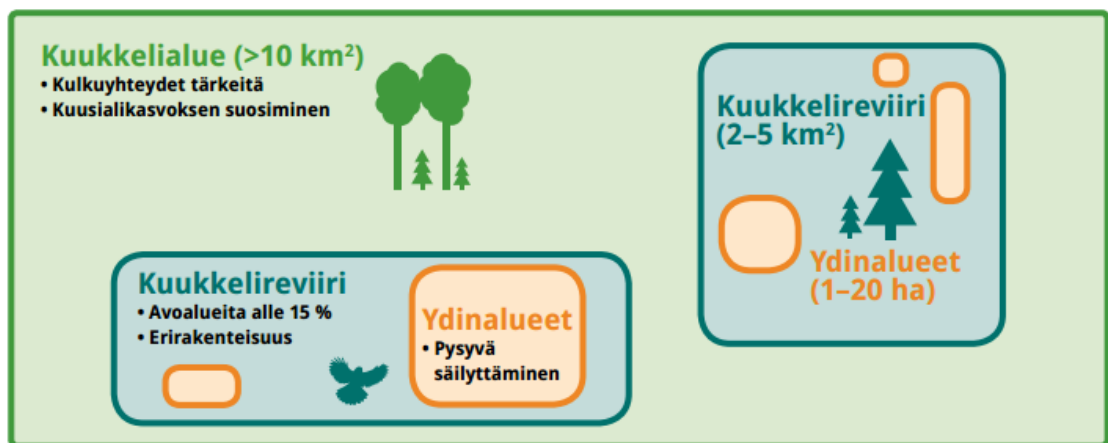 Kuukkelialue (>10 km²)
• Kulkuyhteydet tärkeitä
• Kuusialikasvoksen suosiminen
Kuukkelireviiri
(2–5 km²)
Ydinalueet
(1–20 ha)
Kuukkelireviiri
• Avoalueita alle 15 %
• Erirakenteisuus
Ydinalueet
• Pysyvä
säilyttäminen